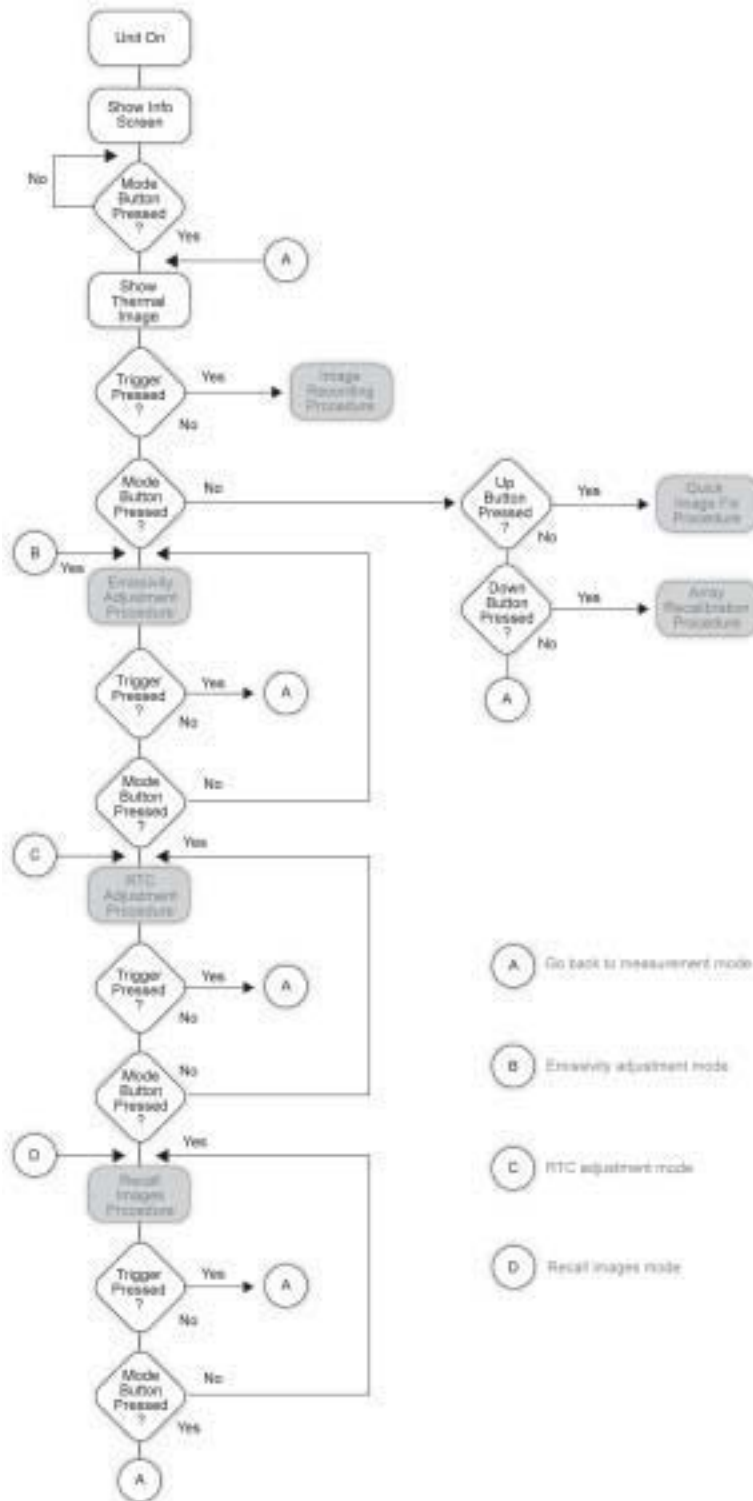 Unit On
Show Info
Screen
No
Mode
Button
Pressed
?
Yes
A
Show
Thermal
Image
Trigger
Pressed
?
Yes
Image
Recording
Procedure
No
Mode
Button
Pressed
?
No
Up
Button
Pressed
?
Yes
Quick
Image Fix
Procedure
No
B
Yes
Emissivity
Adjustment
Procedure
Down
Button
Pressed
?
Yes
Array
Recalibration
Procedure
No
A
Trigger
Pressed
?
Yes
A
No
Mode
Button
Pressed
?
No
Yes
C
RTC
Adjustment
Procedure
Trigger
Pressed
?
Yes
A
No
Mode
Button
Pressed
?
No
Yes
D
Recall
Images
Procedure
Trigger
Pressed
?
Yes
A
No
Mode
Button
Pressed
?
No
Yes
A
A Go back to measurement mode
B Emissivity adjustment mode
C RTC adjustment mode
D Recall images mode